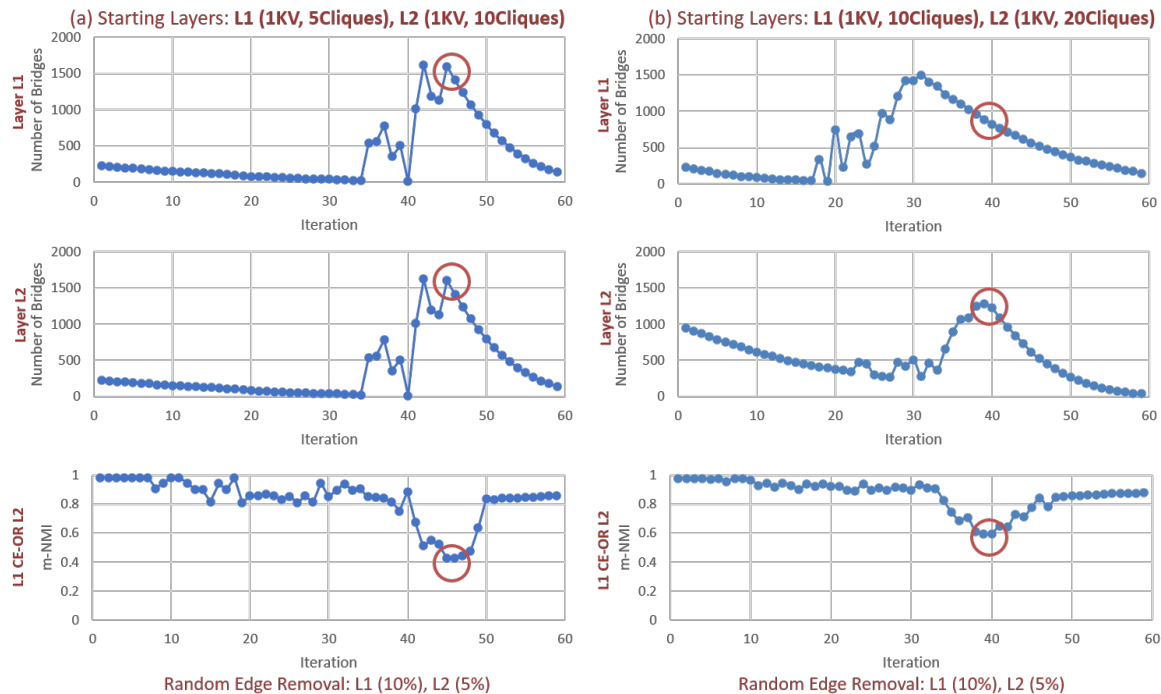 (a) Starting Layers: L1 (1KV, 5Cliques), L2 (1KV, 10Cliques)
Layer L1
Number of Bridges
2000
1500
1000
500
0
0 10 20 30 40 50 60
Iteration
Layer L2
Number of Bridges
2000
1500
1000
500
0
0 10 20 30 40 50 60
Iteration
L1 CE-OR L2
m-NMI
1
0.8
0.6
0.4
0.2
0
0 10 20 30 40 50 60
Iteration
Random Edge Removal: L1 (10%), L2 (5%)
(b) Starting Layers: L1 (1KV, 10Cliques), L2 (1KV, 20Cliques)
Layer L1
Number of Bridges
2000
1500
1000
500
0
0 10 20 30 40 50 60
Iteration
Layer L2
Number of Bridges
2000
1500
1000
500
0
0 10 20 30 40 50 60
Iteration
L1 CE-OR L2
m-NMI
1
0.8
0.6
0.4
0.2
0
0 10 20 30 40 50 60
Iteration
Random Edge Removal: L1 (10%), L2 (5%)